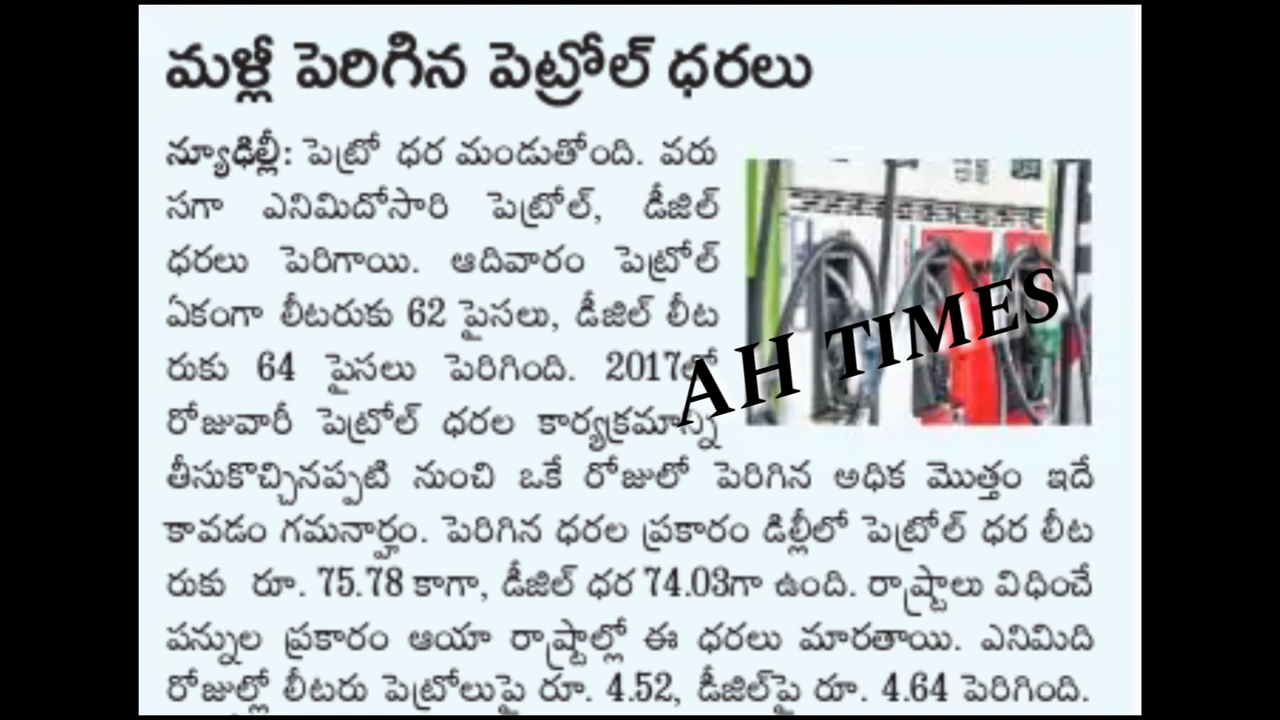 మళ్లీ పెరిగిన పెట్రోల్ ధరలు
న్యూఢిల్లీ: పెట్రో ధర మండుతోంది. వరు
సగా ఎనిమిదోసారి పెట్రోల్, డీజిల్
ధరలు పెరిగాయి. ఆదివారం పెట్రోల్
ఏకంగా లీటరుకు 62 పైసలు, డీజిల్ లీట
రుకు 64 పైసలు పెరిగింది. 2017లో
రోజువారీ పెట్రోల్ ధరల కార్యక్రమాన్ని
AH TIMES
తీసుకొచ్చినప్పటి నుంచి ఒకే రోజులో పెరిగిన అధిక మొత్తం ఇదే
కావడం గమనార్హం. పెరిగిన ధరల ప్రకారం డిల్లీలో పెట్రోల్ ధర లీట
రుకు రూ. 75.78 కాగా, డీజిల్ ధర 74.03గా ఉంది. రాష్ట్రాలు విధించే
పన్నుల ప్రకారం ఆయా రాష్ట్రాల్లో ఈ ధరలు మారతాయి. ఎనిమిది
రోజుల్లో లీటరు పెట్రోలుపై రూ. 4.52, డీజిల్‌పై రూ. 4.64 పెరిగింది.